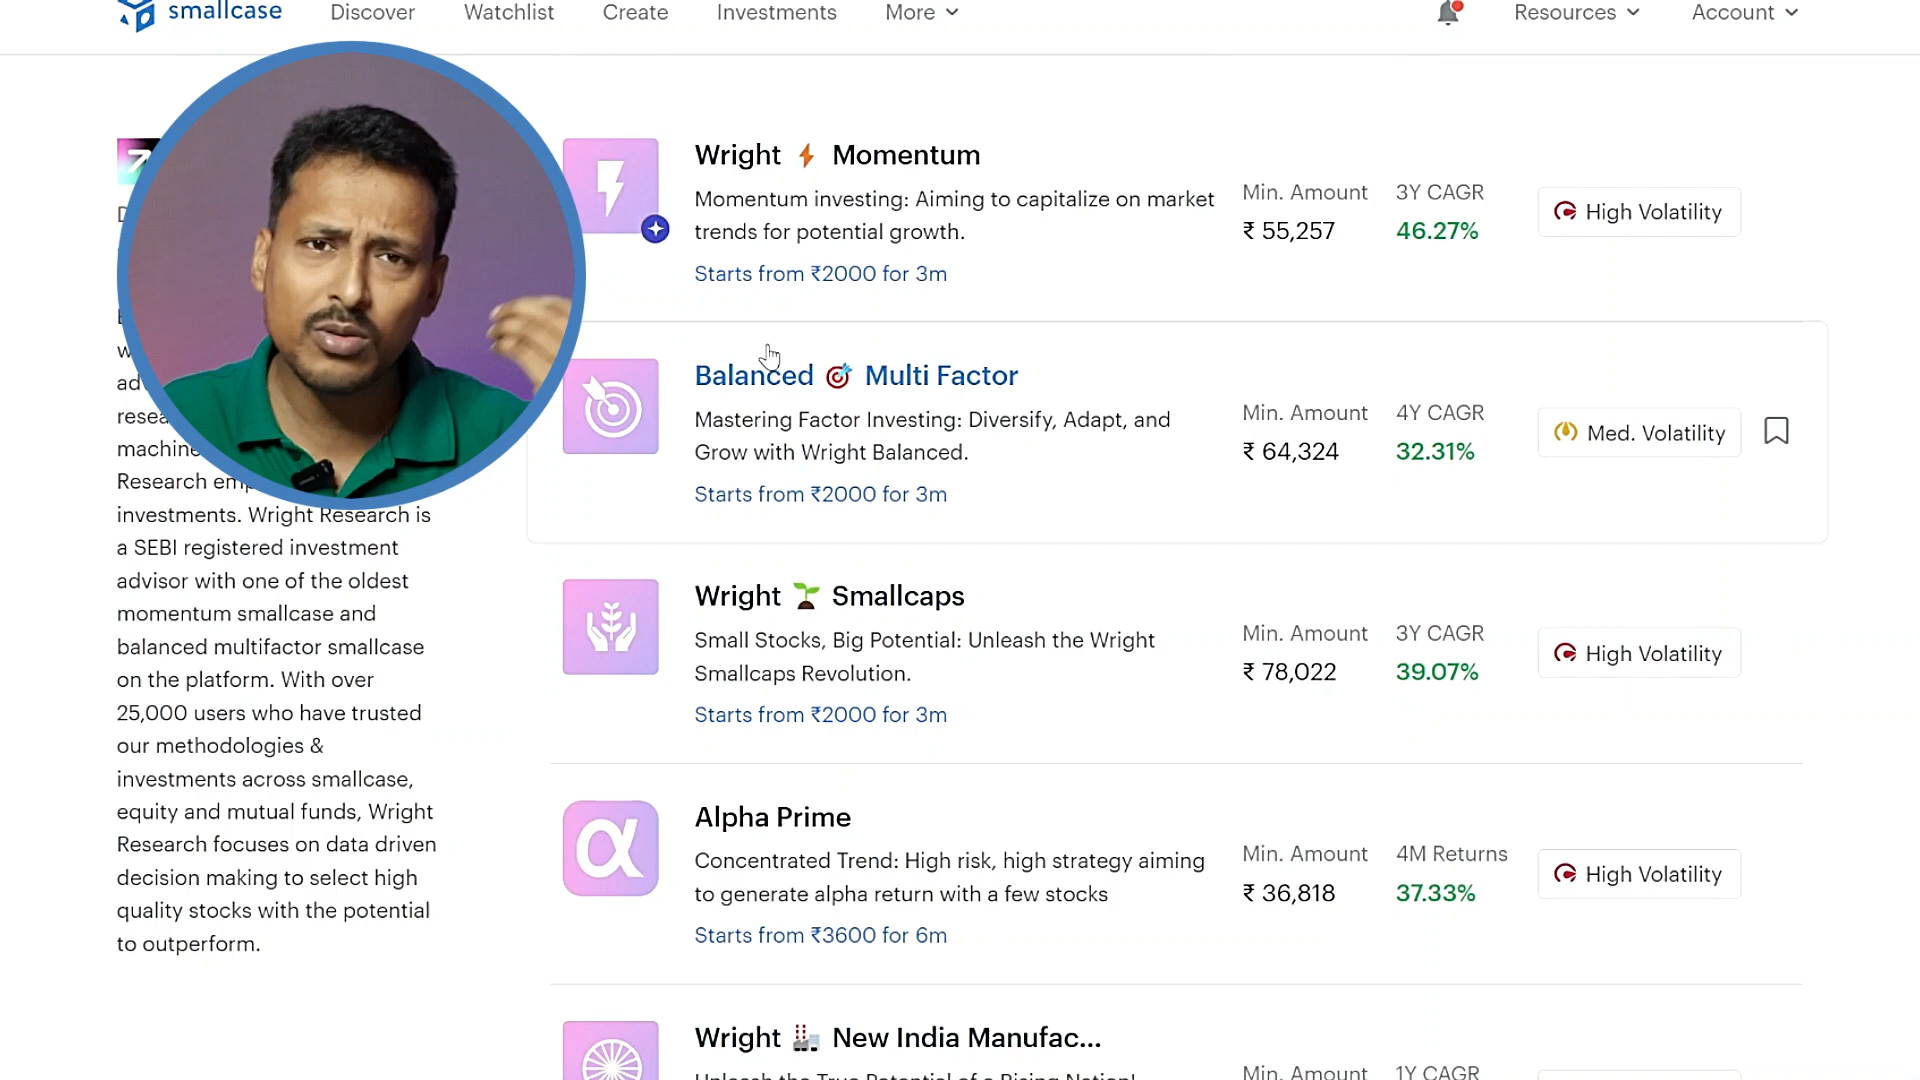 smallcase
Discover
Watchlist
Create
Investments
More
Resources
Account
Wright ⚡ Momentum
Momentum investing: Aiming to capitalize on market
trends for potential growth.
Starts from ₹2000 for 3m
Min. Amount
₹ 55,257
3Y CAGR
46.27%
High Volatility
Balanced 🎯 Multi Factor
Mastering Factor Investing: Diversify, Adapt, and
Grow with Wright Balanced.
Starts from ₹2000 for 3m
Min. Amount
₹ 64,324
4Y CAGR
32.31%
Med. Volatility
Wright 🌱 Smallcaps
Small Stocks, Big Potential: Unleash the Wright
Smallcaps Revolution.
Starts from ₹2000 for 3m
Min. Amount
₹ 78,022
3Y CAGR
39.07%
High Volatility
Alpha Prime
Concentrated Trend: High risk, high strategy aiming
to generate alpha return with a few stocks
Starts from ₹3600 for 6m
Min. Amount
₹ 36,818
4M Returns
37.33%
High Volatility
Wright 🏭 New India Manufac...
Unleash the True Potential of a Rising Nation!
Min. Amount
1Y CAGR
Research
investments. Wright Research is
a SEBI registered investment
advisor with one of the oldest
momentum smallcase and
balanced multifactor smallcase
on the platform. With over
25,000 users who have trusted
our methodologies &
investments across smallcase,
equity and mutual funds, Wright
Research focuses on data driven
decision making to select high
quality stocks with the potential
to outperform.